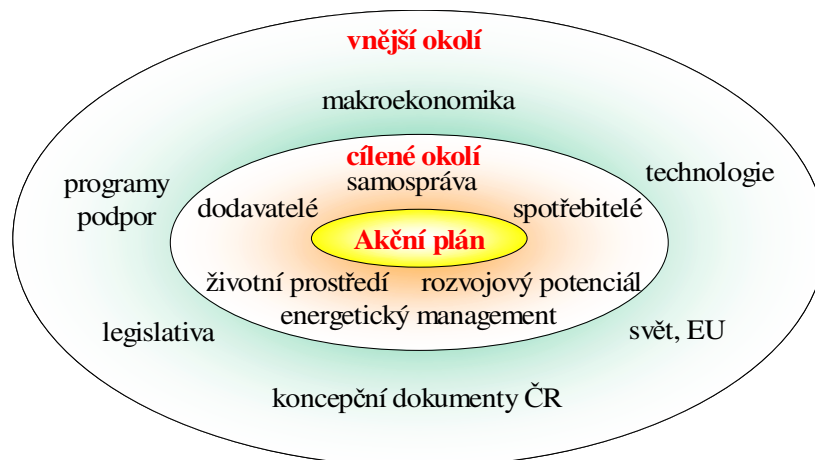 vnější okolí
makroekonomika
cílené okolí
samospráva
technologie
programy
podpor
dodavatelé
spotřebitelé
Akční plán
životní prostředí
rozvojový potenciál
energetický management
legislativa
svět, EU
koncepční dokumenty ČR